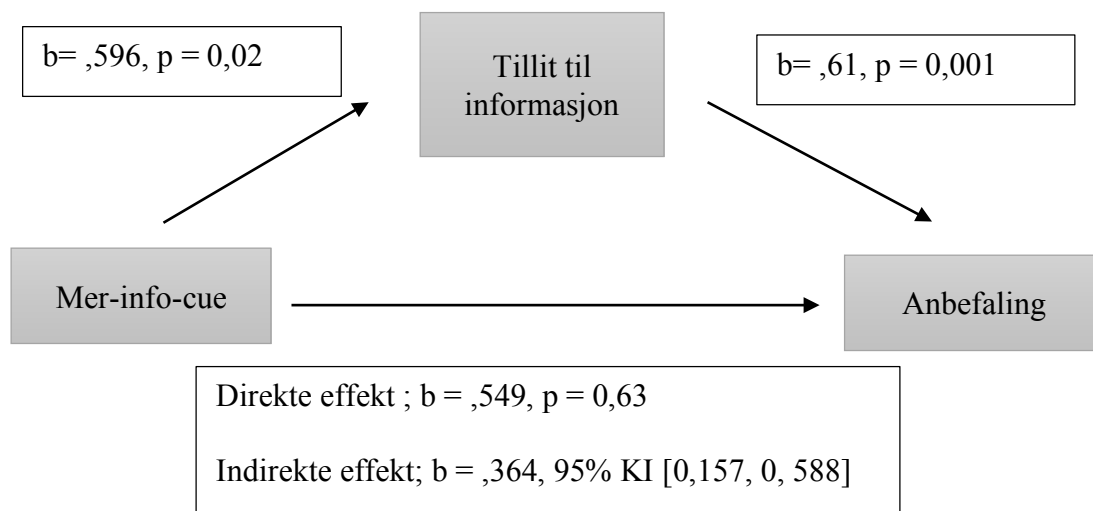 b= ,596, p = 0,02
Tillit til
informasjon
b= ,61, p = 0,001
Mer-info-cue
Anbefaling
Direkte effekt ; b = ,549, p = 0,63
Indirekte effekt; b = ,364, 95% KI [0,157, 0, 588]